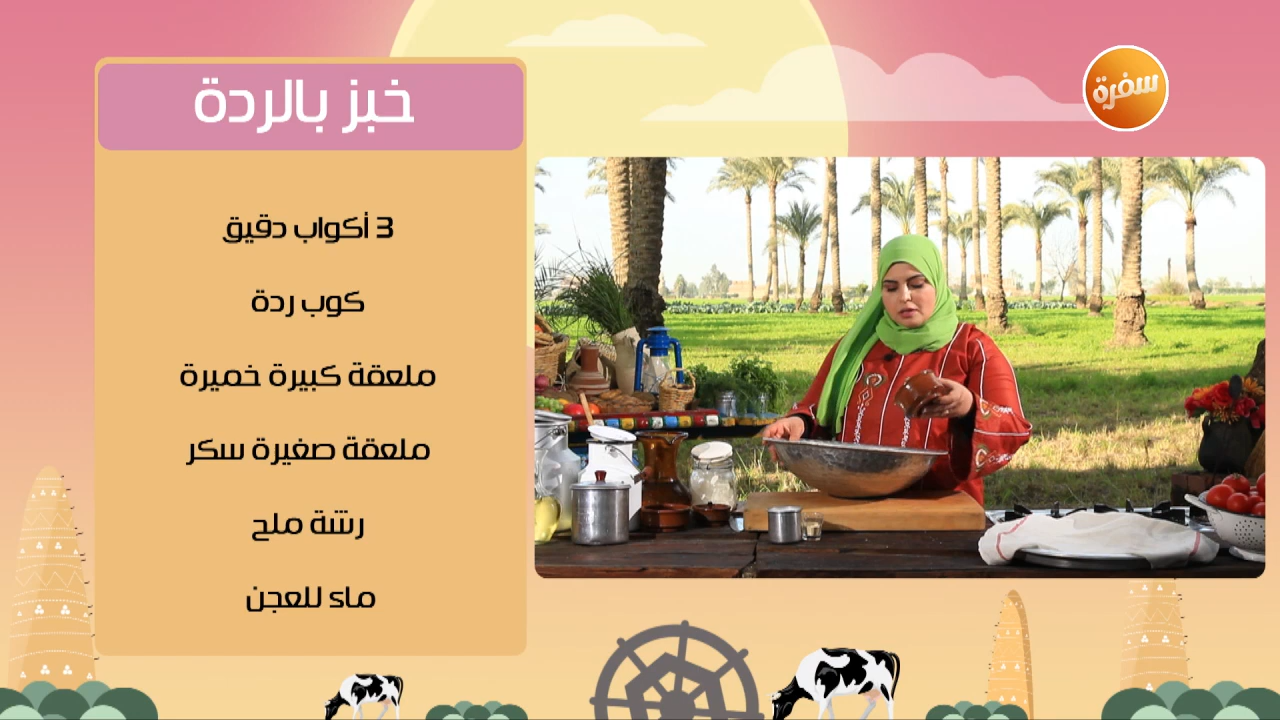 خبز بالردة
3 أكواب دقيق
كوب ردة
ملعقة كبيرة خميرة
ملعقة صغيرة سكر
رشة ملح
ماء للعجن
سفرة